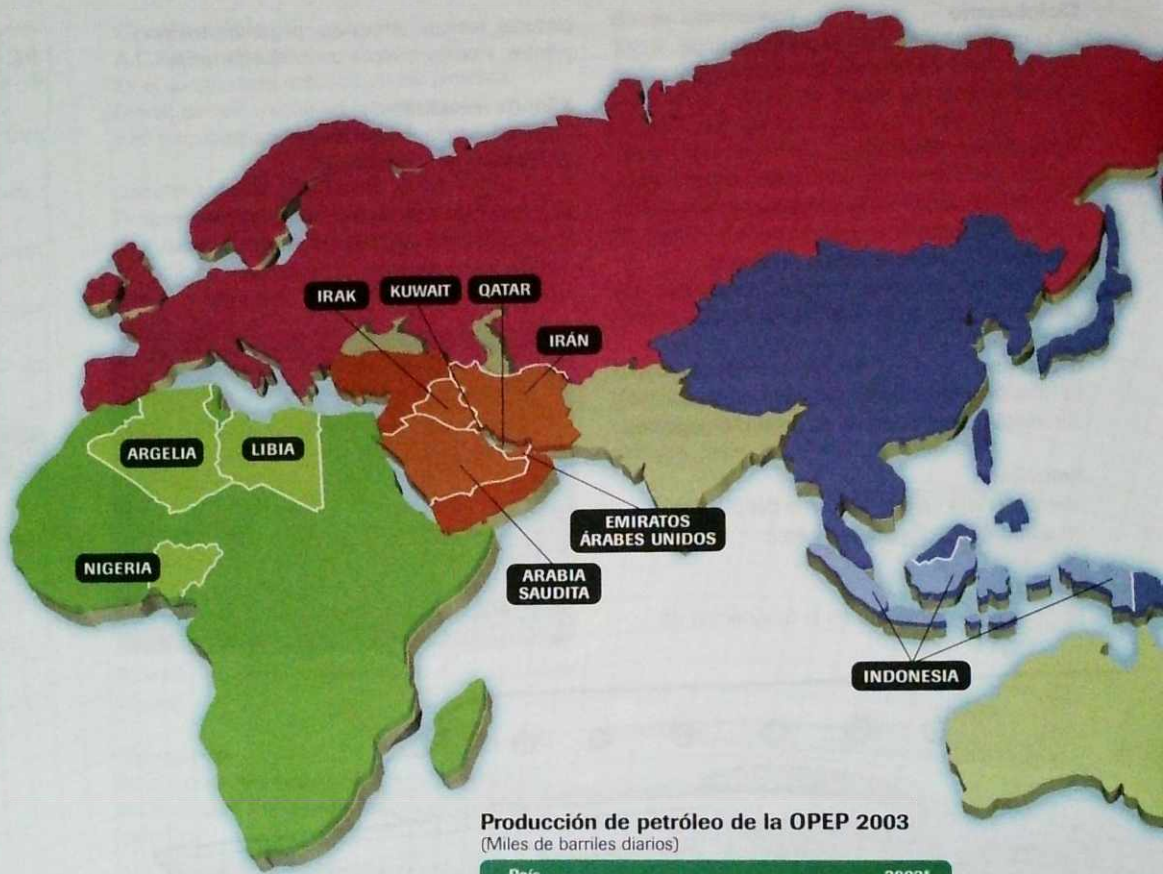 IRAK
KUWAIT
QATAR
IRÁN
ARGELIA
LIBIA
NIGERIA
EMIRATOS
ÁRABES UNIDOS
ARABIA
SAUDITA
INDONESIA
Producción de petróleo de la OPEP 2003
(Miles de barriles diarios)
País